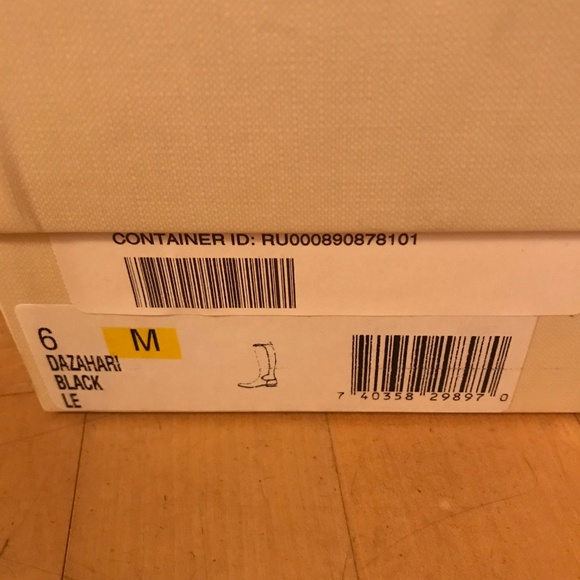 CONTAINER ID: RU000890878101
6 M
DAZAHARI
BLACK
LE
7 40358 29897 0